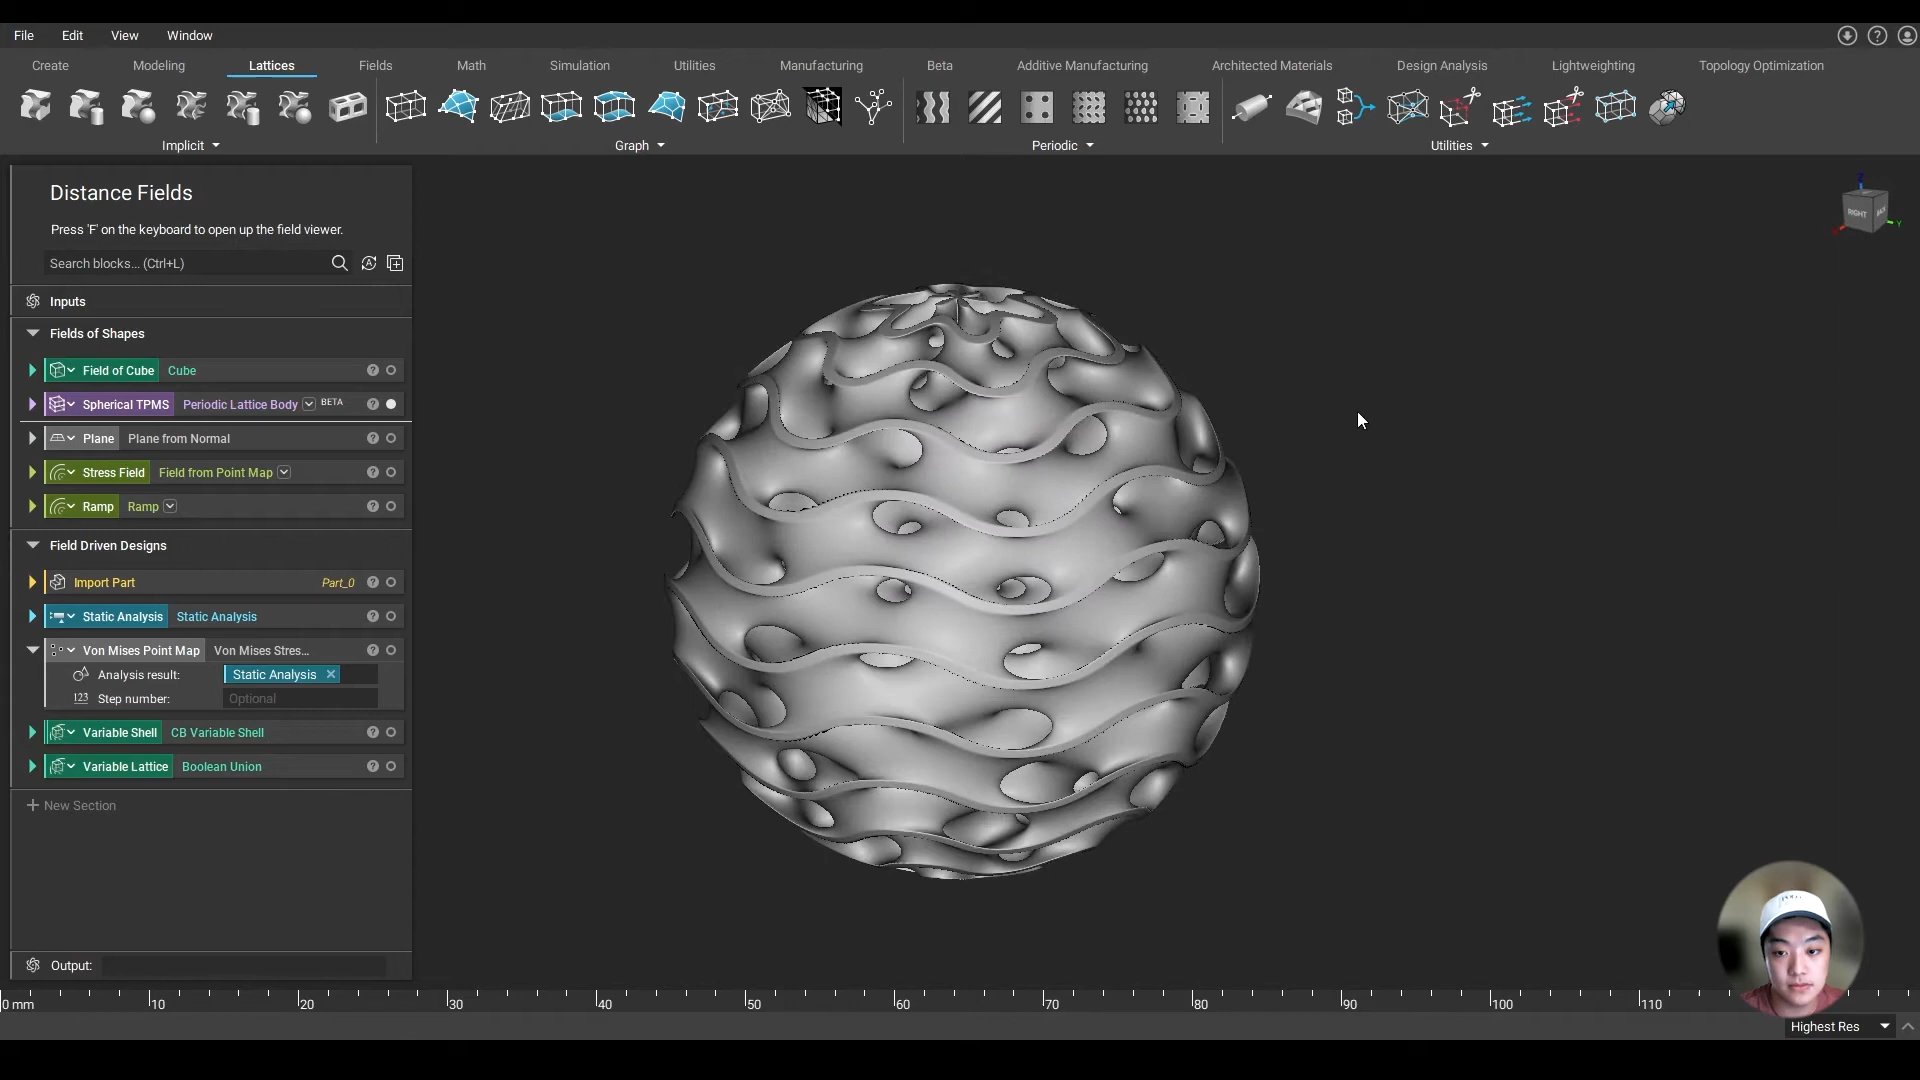 File Edit View Window
Create Modeling Lattices Fields Math Simulation Utilities Manufacturing Beta Additive Manufacturing Architected Materials Design Analysis Lightweighting Topology Optimization
Implicit Graph Periodic Utilities
Distance Fields
Press 'F' on the keyboard to open up the field viewer.
Search blocks... (Ctrl+L)
Inputs
Fields of Shapes
Field of Cube Cube
Spherical TPMS Periodic Lattice Body BETA
Plane Plane from Normal
Stress Field Field from Point Map
Ramp Ramp
Field Driven Designs
Import Part Part_0
Static Analysis Static Analysis
Von Mises Point Map Von Mises Stres...
Analysis result: Static Analysis
123 Step number: Optional
Variable Shell CB Variable Shell
Variable Lattice Boolean Union
New Section
Output:
RIGHT
Z
Y
0 mm 10 20 30 40 50 60 70 80 90 100 110
Highest Res